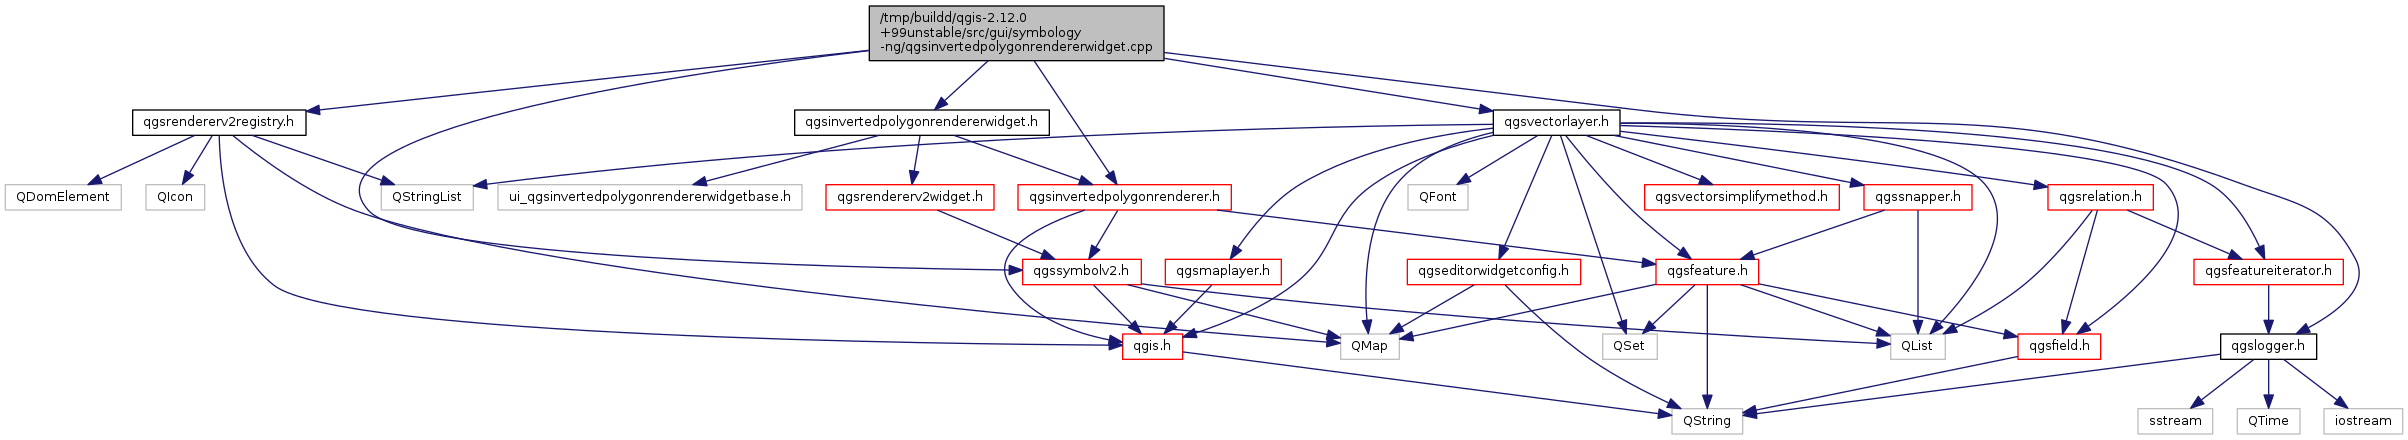 /tmp/buildd/qgis-2.12.0
+99unstable/src/gui/symbology
-ng/qgsinvertedpolygonrendererwidget.cpp
qgsrendererv2registry.h
qgsinvertedpolygonrendererwidget.h
qgsvectorlayer.h
QDomElement
QIcon
QStringList
ui_qgsinvertedpolygonrendererwidgetbase.h
qgsrendererv2widget.h
qgsinvertedpolygonrenderer.h
QFont
qgsvectorsimplifymethod.h
qgssnapper.h
qgsrelation.h
qgssymbolv2.h
qgsmaplayer.h
qgseditorwidgetconfig.h
qgsfeature.h
qgsfeatureiterator.h
qgis.h
QMap
QSet
QList
qgsfield.h
qgslogger.h
QString
sstream
QTime
iostream